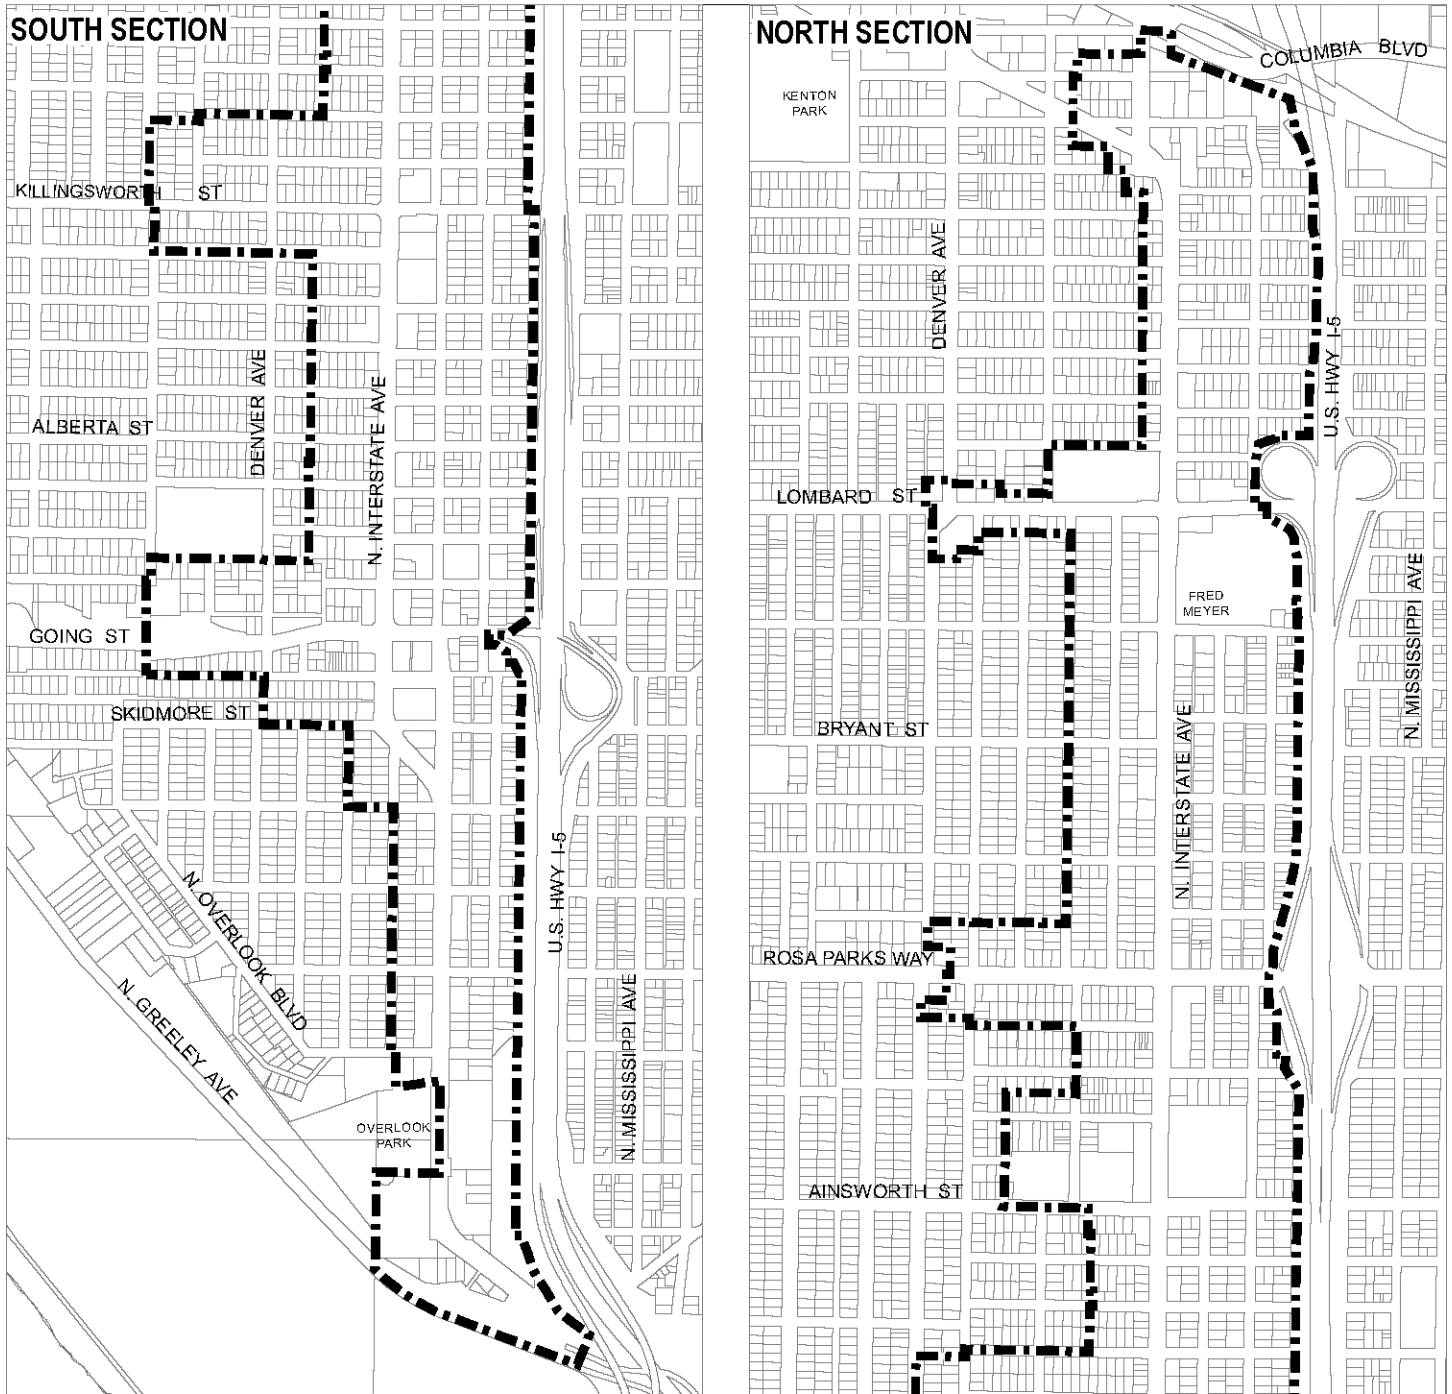 SOUTH SECTION
KILLINGSWORTH ST
DENVER AVE
N. INTERSTATE AVE
ALBERTA ST
GOING ST
SKIDMORE ST
U.S. HWY I-5
N. OVERLOOK BLVD
N. GREELEY AVE
N. MISSISSIPPI AVE
OVERLOOK
PARK
NORTH SECTION
COLUMBIA BLVD
KENTON
PARK
DENVER AVE
U.S. HWY I-5
LOMBARD ST
FRED
MEYER
N. MISSISSIPPI AVE
BRYANT ST
N. INTERSTATE AVE
ROSA PARKS WAY
AINSWORTH ST